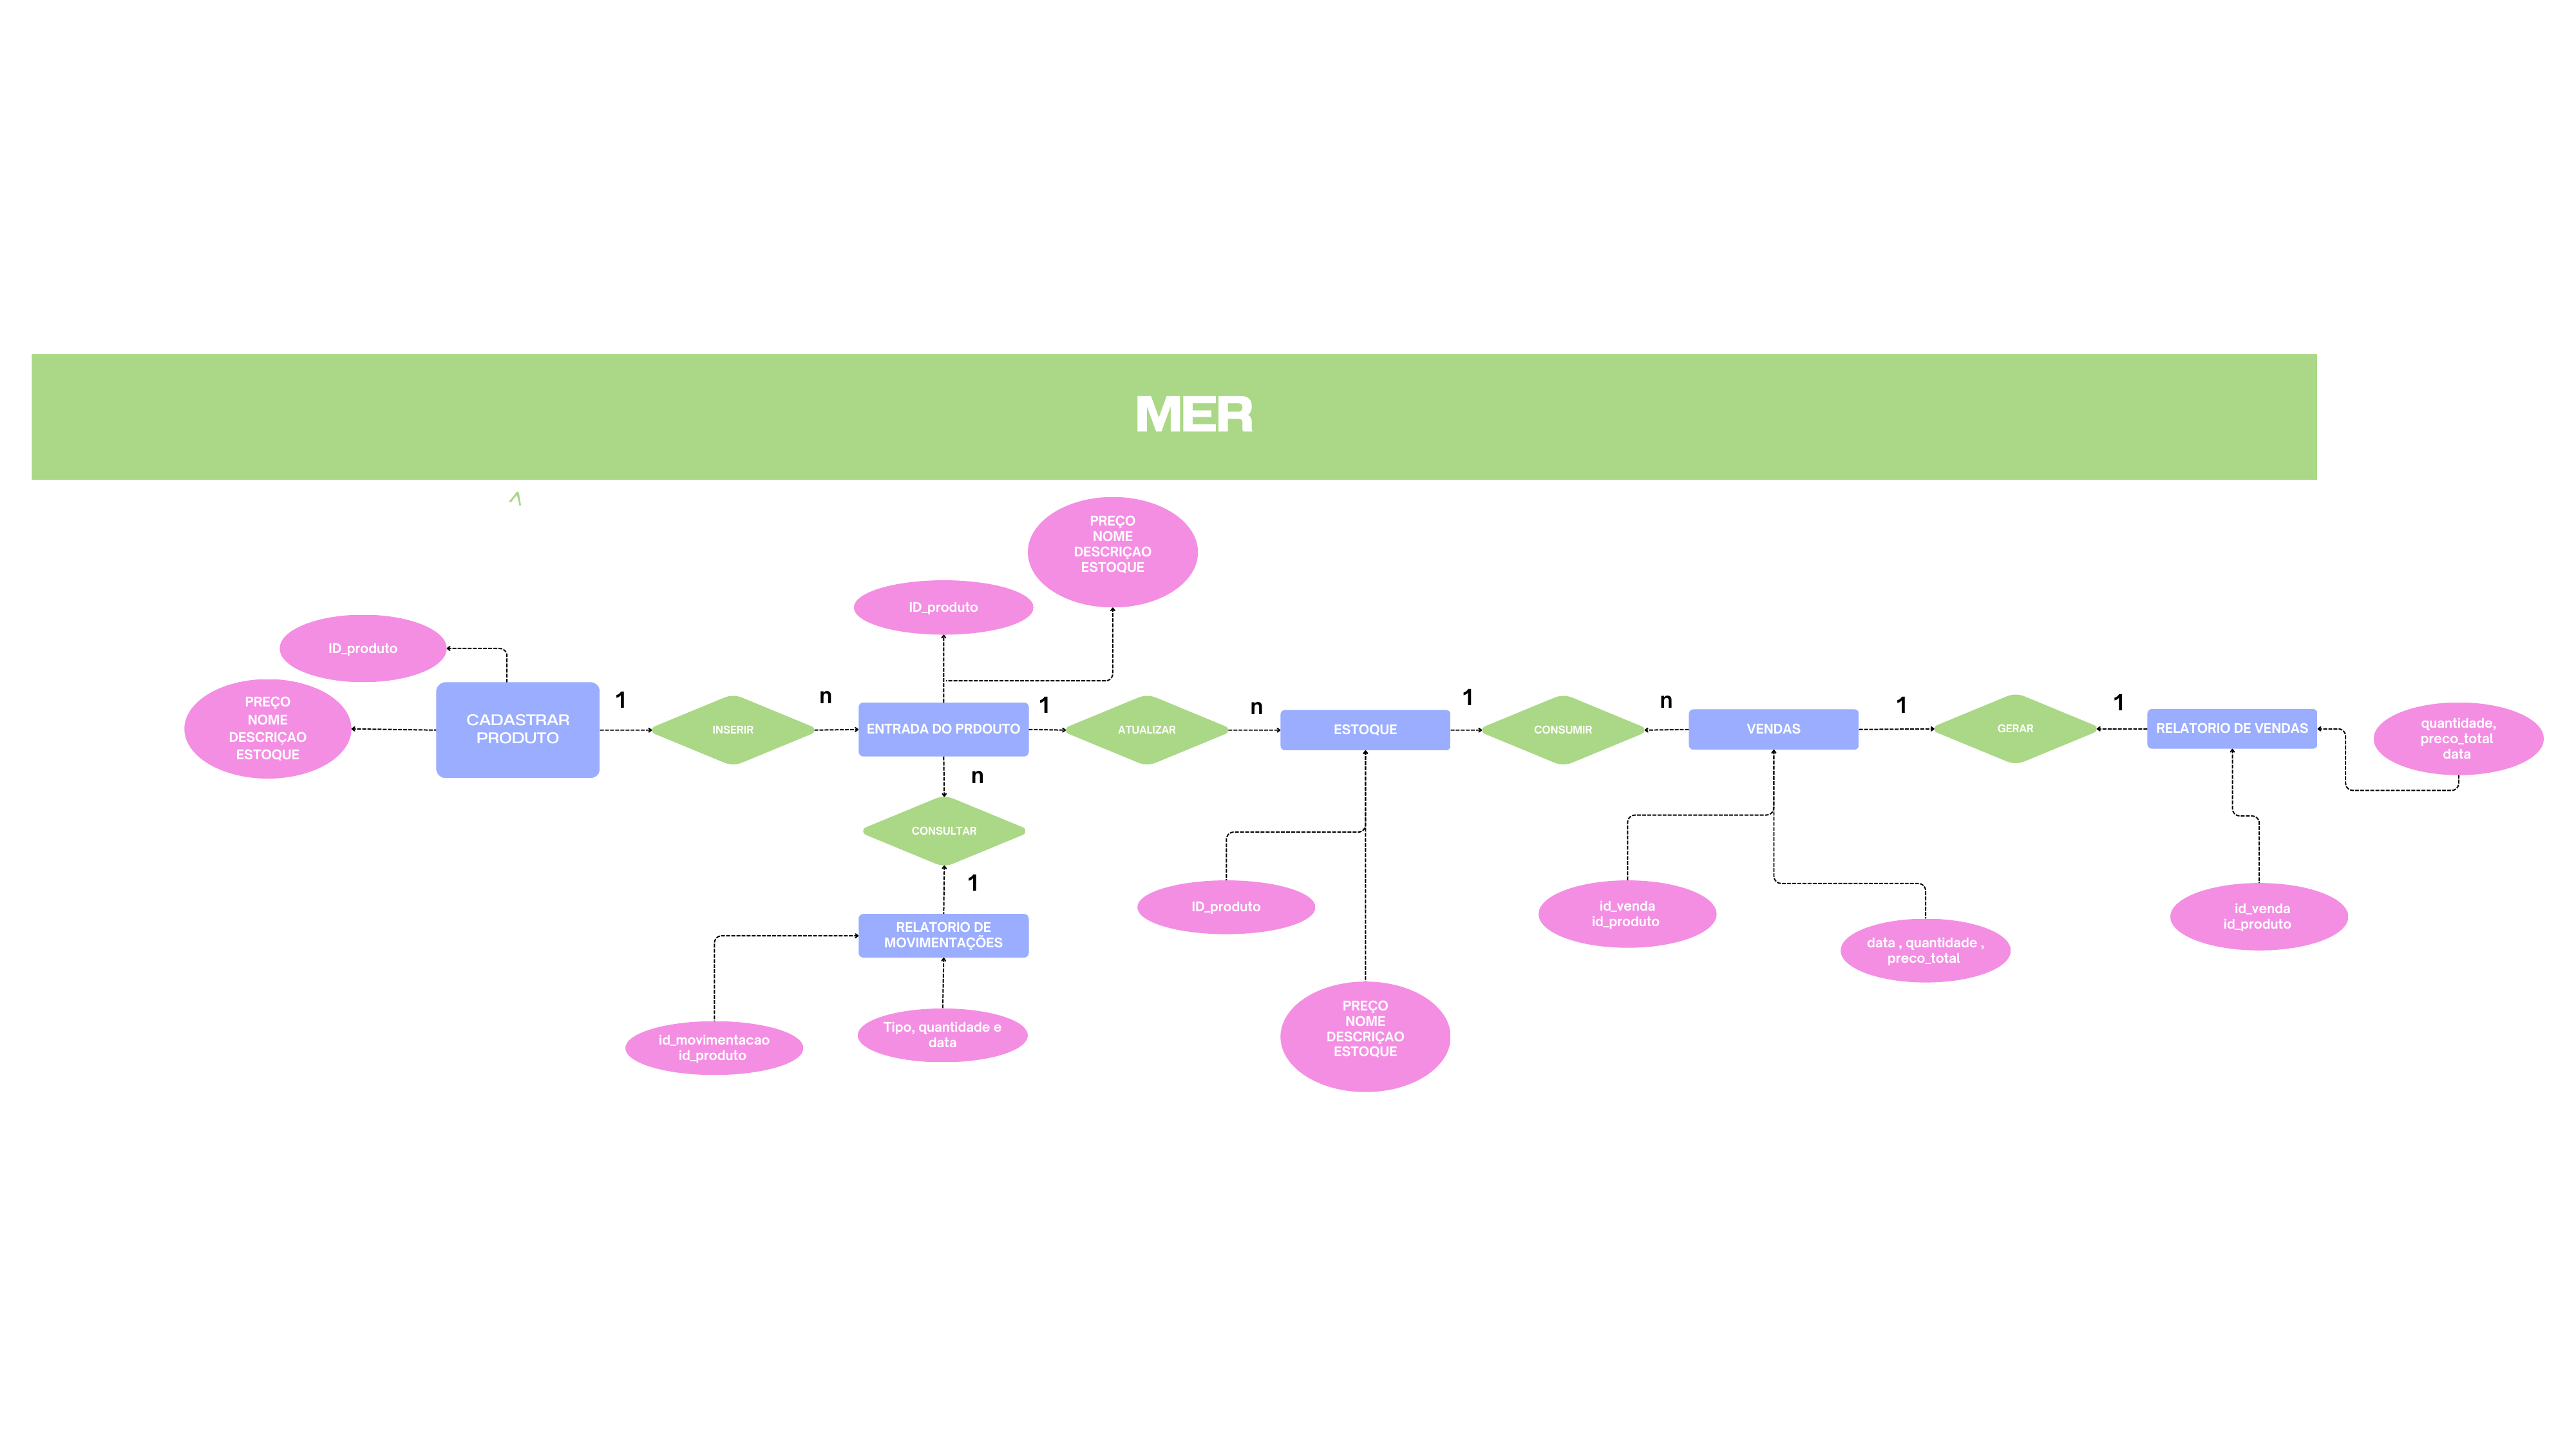 MER
PREÇO
NOME
DESCRIÇAO
ESTOQUE
ID_produto
ID_produto
PREÇO
NOME
DESCRIÇAO
ESTOQUE
CADASTRAR
PRODUTO
1
INSERIR
n
ENTRADA DO PRDOUTO
1
ATUALIZAR
n
ESTOQUE
1
CONSUMIR
n
VENDAS
1
GERAR
1
RELATORIO DE VENDAS
quantidade,
preco_total
data
n
CONSULTAR
1
RELATORIO DE
MOVIMENTAÇÕES
ID_produto
id_venda
id_produto
data , quantidade ,
preco_total
id_venda
id_produto
id_movimentacao
id_produto
Tipo, quantidade e
data
PREÇO
NOME
DESCRIÇAO
ESTOQUE